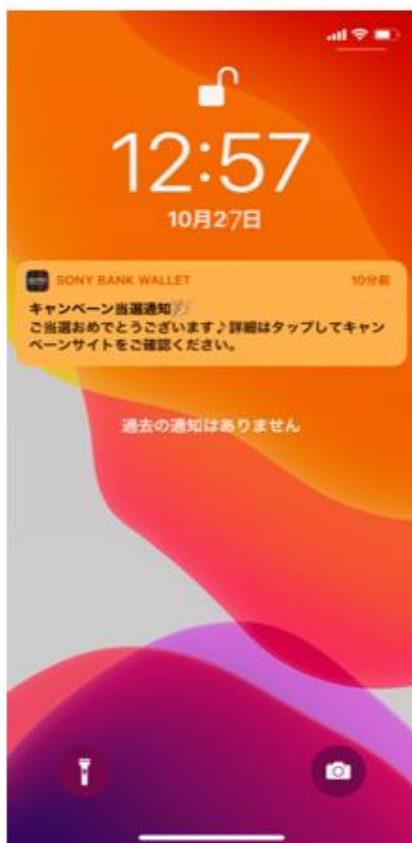 12:57
10月27日
SONY BANK WALLET 10分前
キャンペーン当選通知
ご当選おめでとうございます♪詳細はタップしてキャン
ペーンサイトをご確認ください。
過去の通知はありません